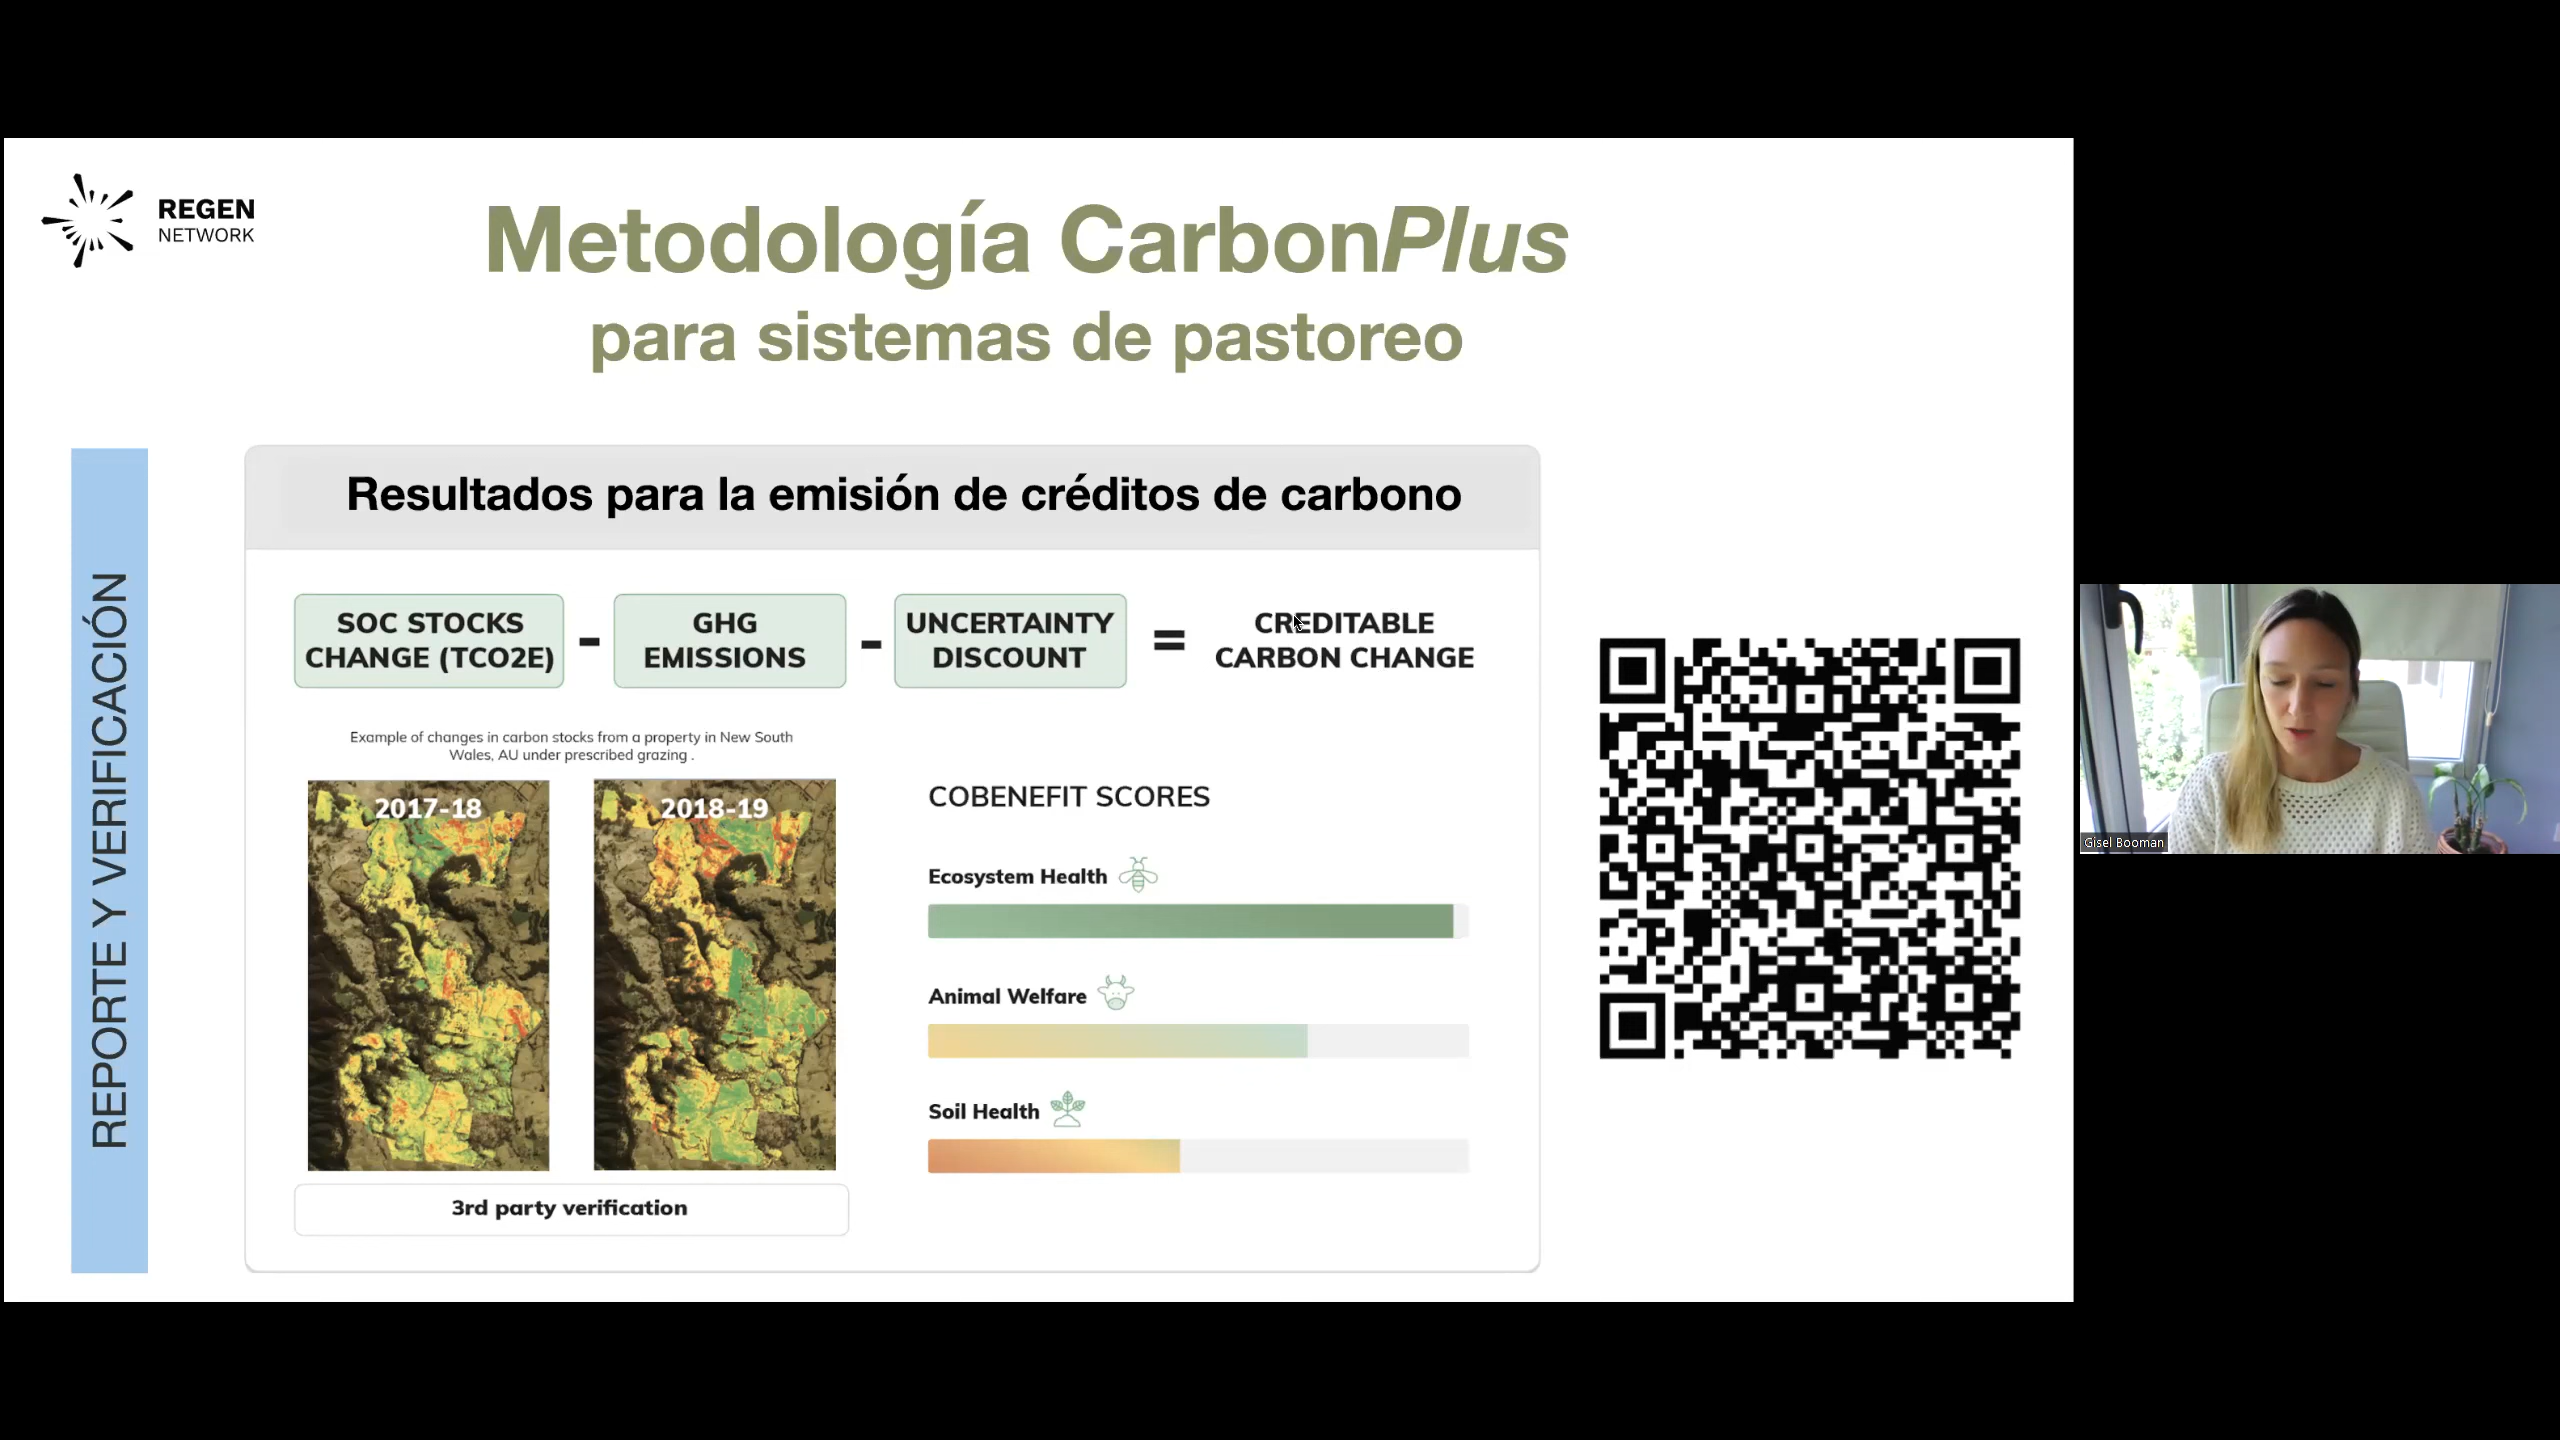 REGEN
NETWORK
Metodología CarbonPlus
para sistemas de pastoreo
REPORTE Y VERIFICACIÓN
Resultados para la emisión de créditos de carbono
SOC STOCKS
CHANGE (TCO2E)
-
GHG
EMISSIONS
-
UNCERTAINTY
DISCOUNT
=
CREDITABLE
CARBON CHANGE
Example of changes in carbon stocks from a property in New South
Wales, AU under prescribed grazing .
2017-18
2018-19
3rd party verification
COBENEFIT SCORES
Ecosystem Health
Animal Welfare
Soil Health
Gisel Booman